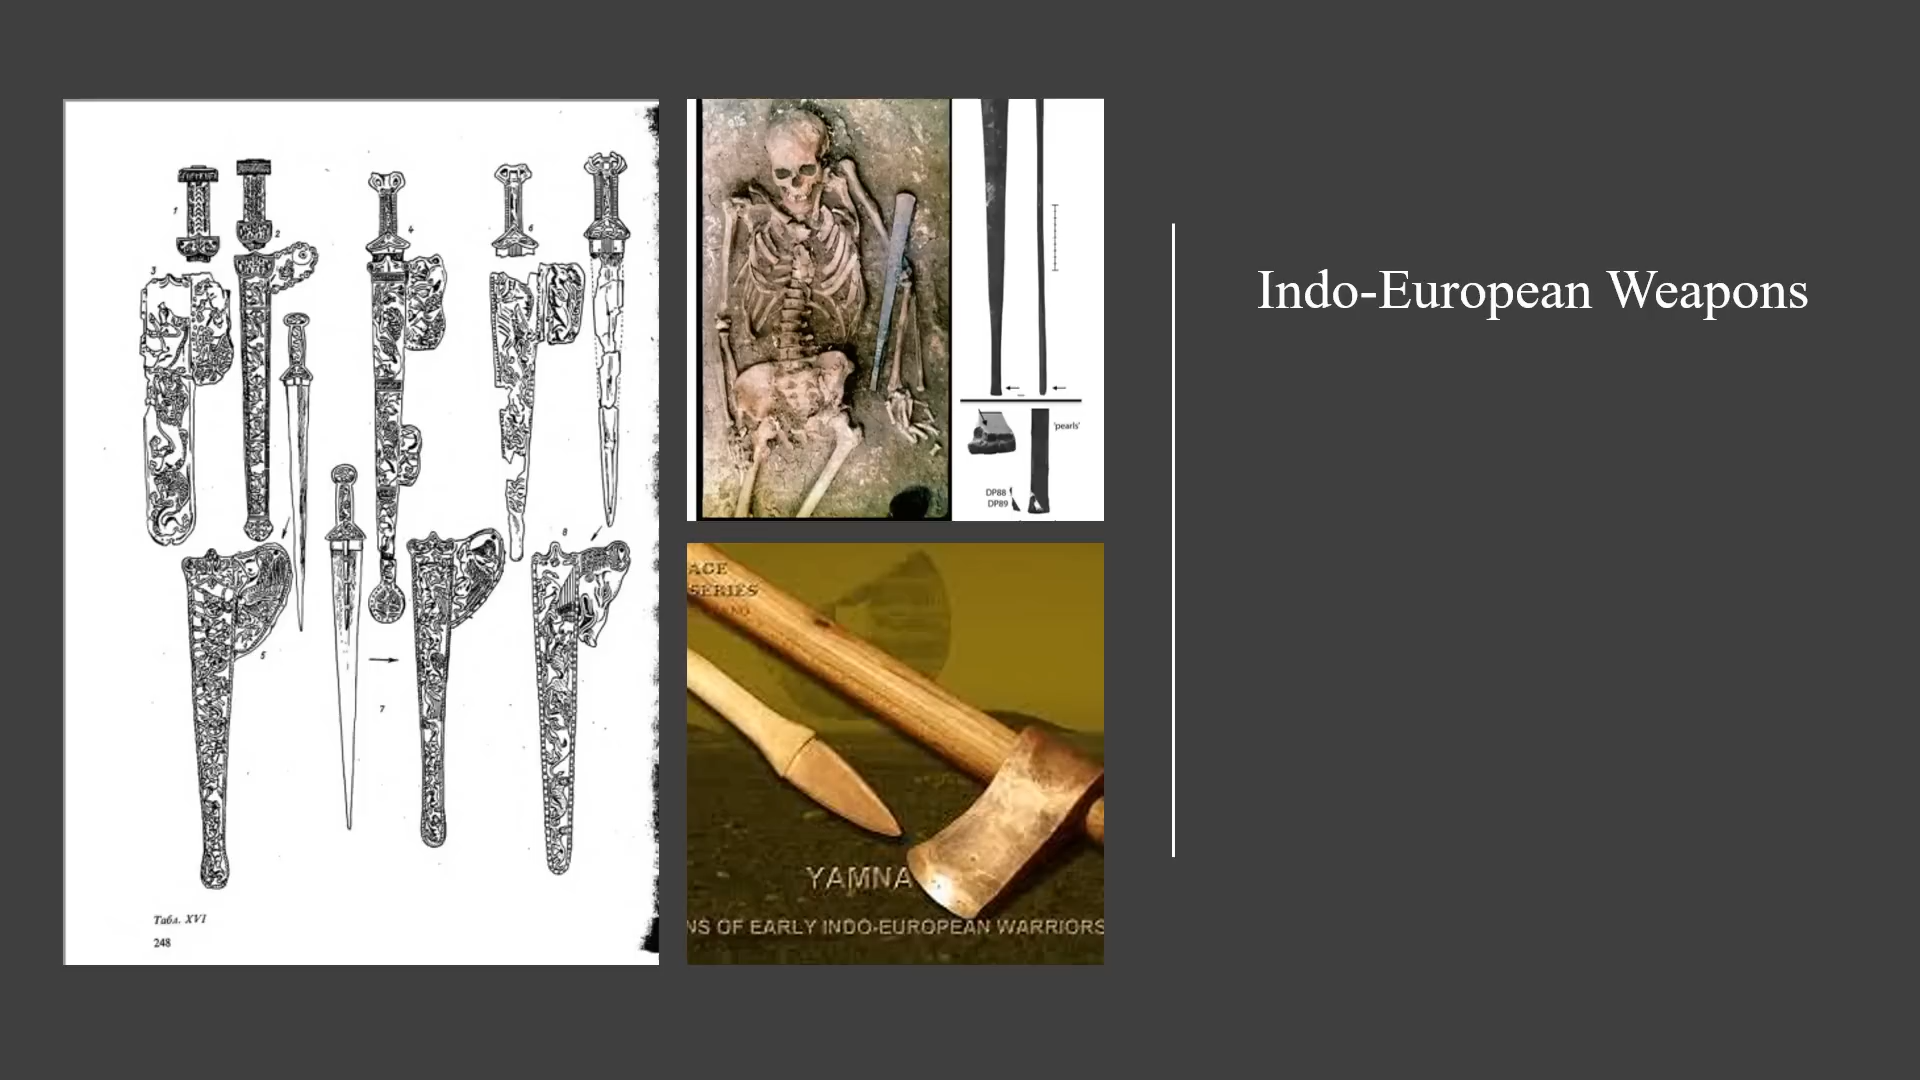 Indo-European Weapons
1
2
3
4
6
5
8
7
Табл. XVI
248
'pearls'
DP88
DP89
AGE
SERIES
YAMNA
NS OF EARLY INDO-EUROPEAN WARRIORS